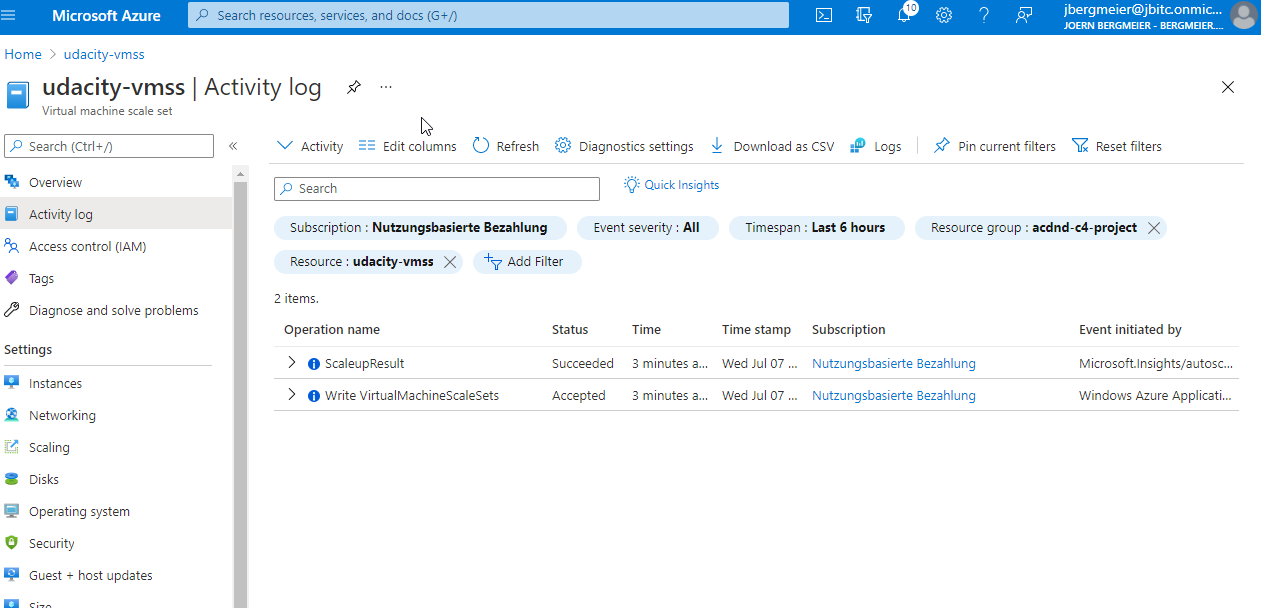 Microsoft Azure
Search resources, services, and docs (G+/)
10
jbergmeier@jbitc.onmic...
JOERN BERGMEIER - BERGMEIER....
Home > udacity-vmss
udacity-vmss | Activity log
...
Virtual machine scale set
Search (Ctrl+/)
«
Overview
Activity log
Access control (IAM)
Tags
Diagnose and solve problems
Settings
Instances
Networking
Scaling
Disks
Operating system
Security
Guest + host updates
Size
Activity
Edit columns
Refresh
Diagnostics settings
Download as CSV
Logs
Pin current filters
Reset filters
Search
Quick Insights
Subscription : Nutzungsbasierte Bezahlung
Event severity : All
Timespan : Last 6 hours
Resource group : acdnd-c4-project
Resource : udacity-vmss
Add Filter
2 items.
Operation name Status Time Time stamp Subscription Event initiated by
ScaleupResult Succeeded 3 minutes a... Wed Jul 07 ... Nutzungsbasierte Bezahlung Microsoft.Insights/autosc...
Write VirtualMachineScaleSets Accepted 3 minutes a... Wed Jul 07 ... Nutzungsbasierte Bezahlung Windows Azure Applicati...